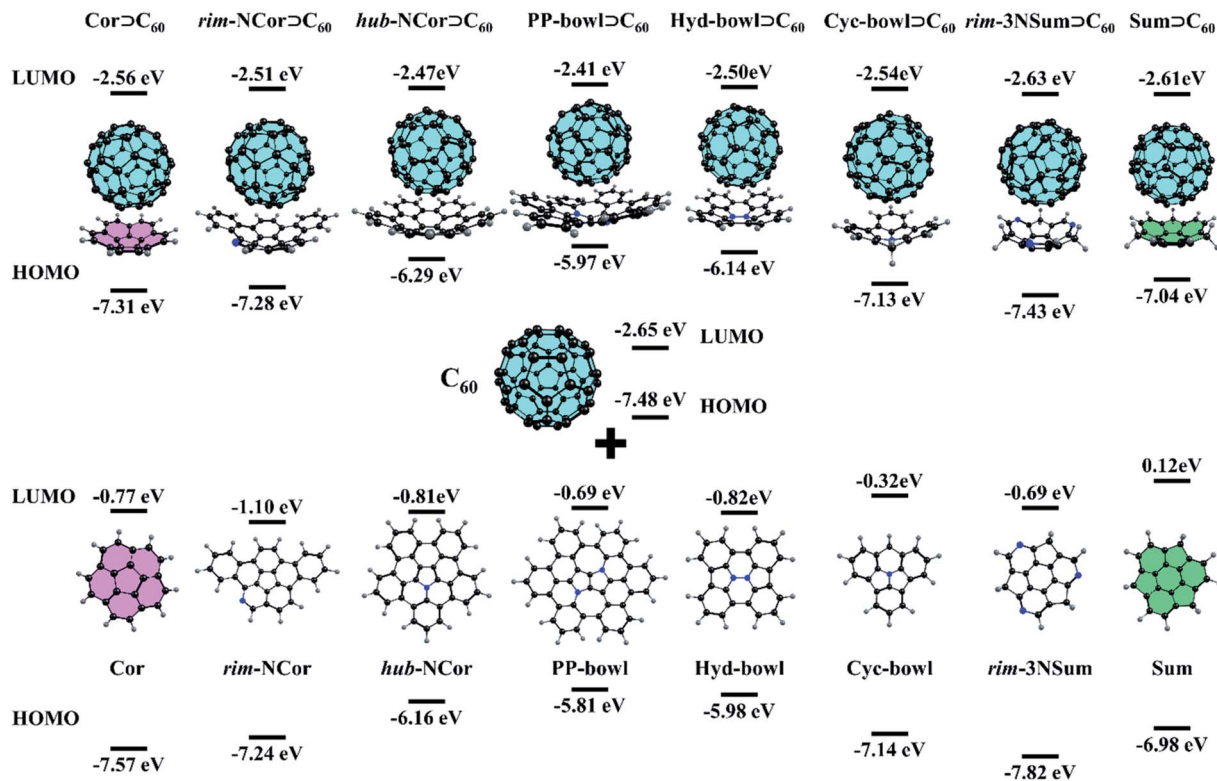 Cor⊃C60 rim-NCor⊃C60 hub-NCor⊃C60 PP-bowl⊃C60 Hyd-bowl⊃C60 Cyc-bowl⊃C60 rim-3NSum⊃C60 Sum⊃C60
LUMO -2.56 eV -2.51 eV -2.47eV -2.41 eV -2.50eV -2.54eV -2.63 eV -2.61eV
HOMO -7.31 eV -7.28 eV -6.29 eV -5.97 eV -6.14 eV -7.13 eV -7.43 eV -7.04 eV
-2.65 eV LUMO
C60
-7.48 eV HOMO
+
LUMO -0.77 eV -1.10 eV -0.81eV -0.69 eV -0.82eV -0.32eV -0.69 eV 0.12eV
Cor rim-NCor hub-NCor PP-bowl Hyd-bowl Cyc-bowl rim-3NSum Sum
HOMO -7.57 eV -7.24 eV -6.16 eV -5.81 eV -5.98 eV -7.14 eV -7.82 eV -6.98 eV